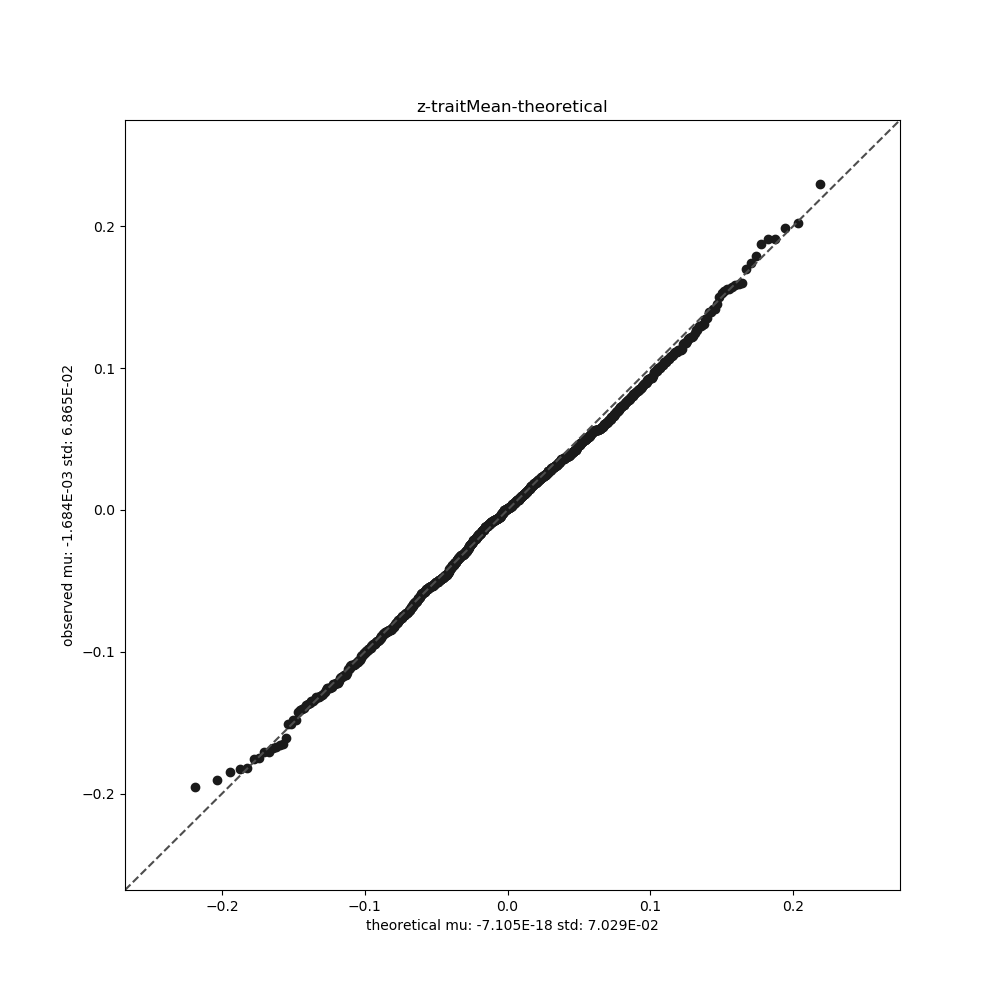 z-traitMean-theoretical
0.2
0.1
0.0
−0.1
−0.2
observed mu: -1.684E-03 std: 6.865E-02
−0.2 −0.1 0.0 0.1 0.2
theoretical mu: -7.105E-18 std: 7.029E-02